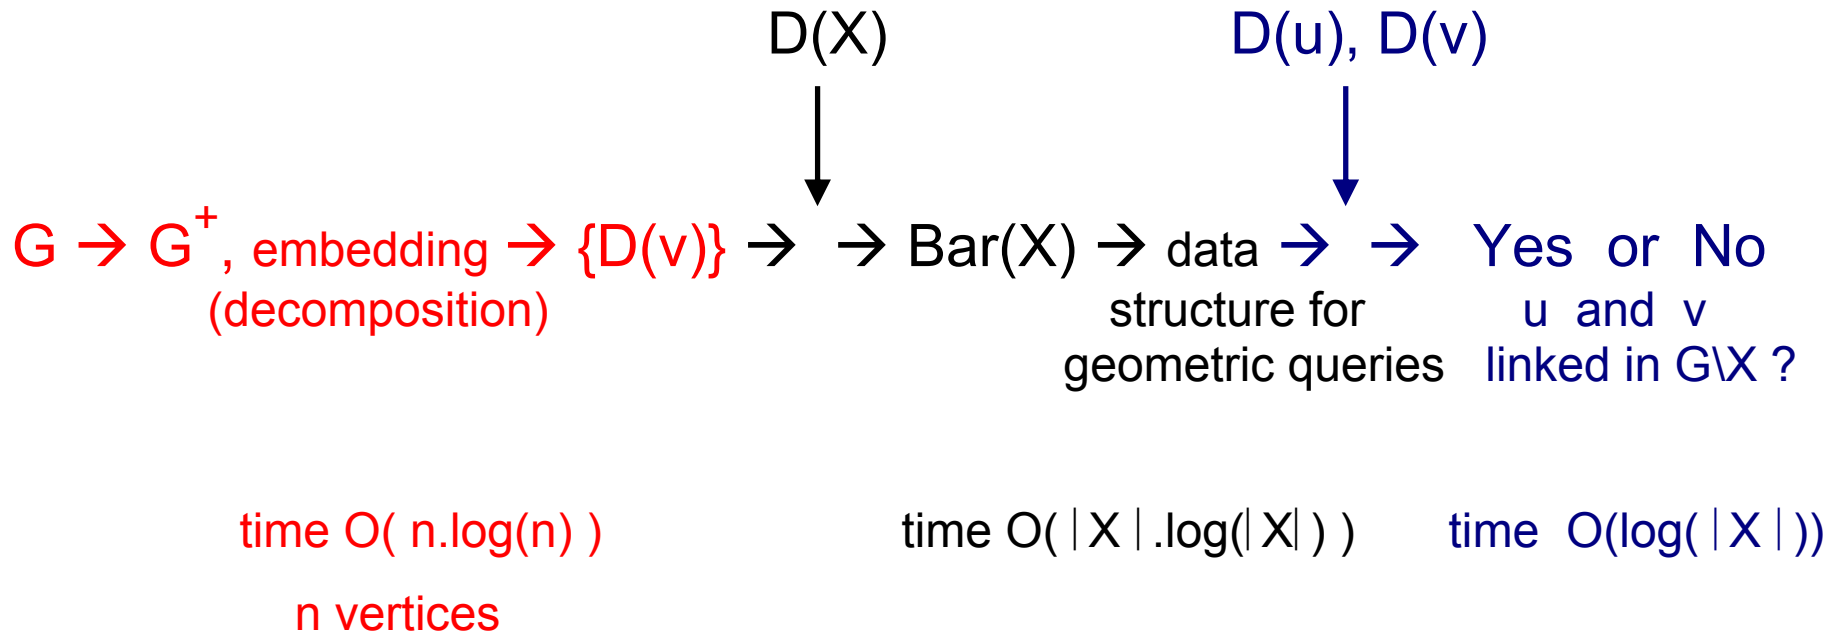 D(X) D(u), D(v)
G → G⁺, embedding → {D(v)} → → Bar(X) → data → → Yes or No
(decomposition) structure for u and v
geometric queries linked in G\X ?
time O( n.log(n) ) time O( |X|.log(|X|) ) time O(log( |X| ))
n vertices